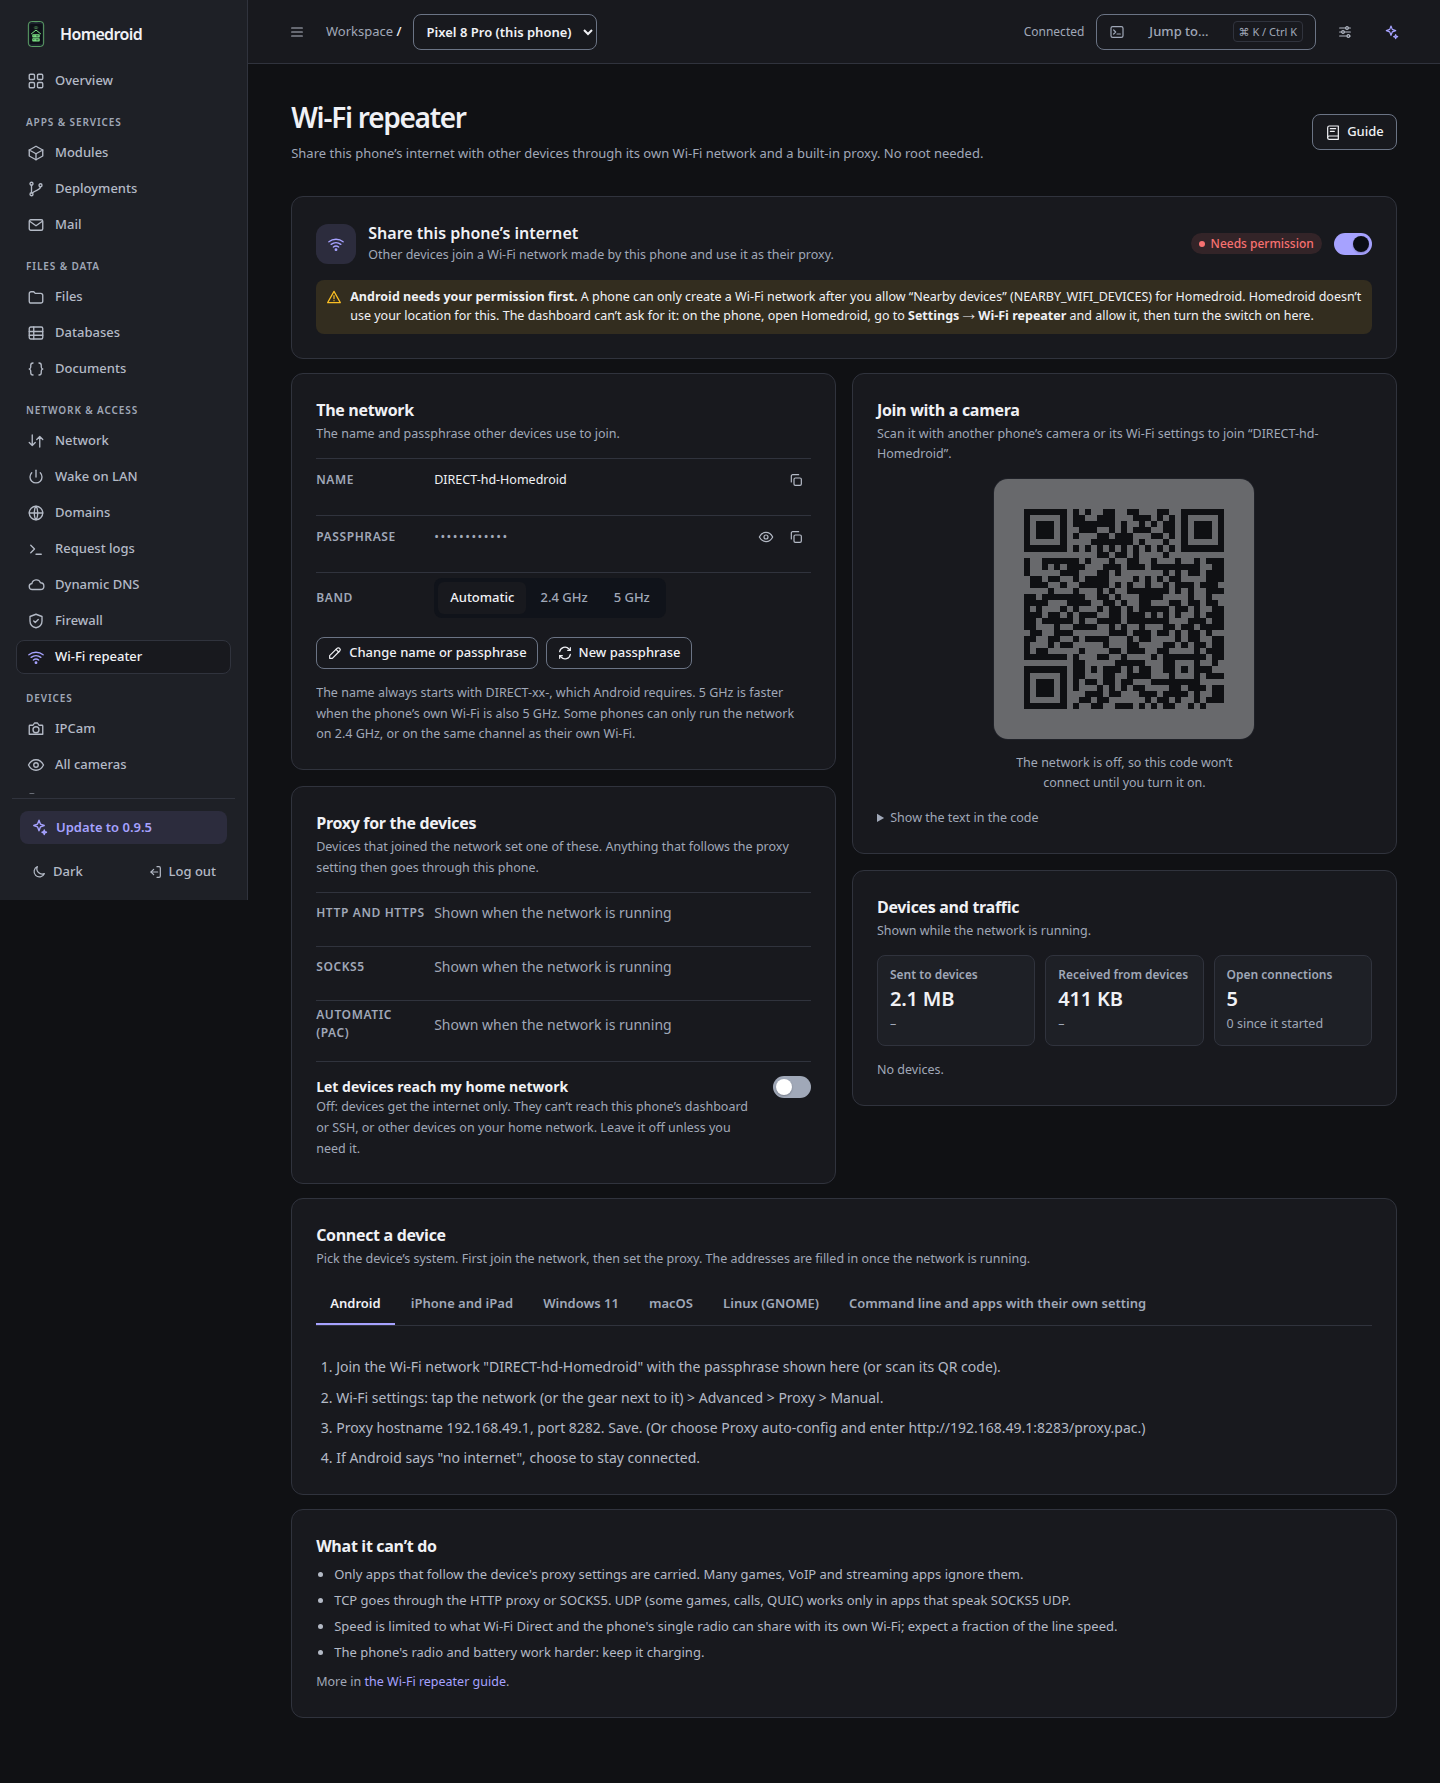 Homedroid
Overview
APPS & SERVICES
Modules
Deployments
Mail
FILES & DATA
Files
Databases
Documents
NETWORK & ACCESS
Network
Wake on LAN
Domains
Request logs
Dynamic DNS
Firewall
Wi-Fi repeater
DEVICES
IPCam
All cameras
Update to 0.9.5
Dark
Log out
Workspace /
Pixel 8 Pro (this phone)
Connected
Jump to...
⌘ K / Ctrl K
Wi-Fi repeater
Share this phone’s internet with other devices through its own Wi-Fi network and a built-in proxy. No root needed.
Guide
Share this phone’s internet
Other devices join a Wi-Fi network made by this phone and use it as their proxy.
Needs permission
Android needs your permission first. A phone can only create a Wi-Fi network after you allow “Nearby devices” (NEARBY_WIFI_DEVICES) for Homedroid. Homedroid doesn’t
use your location for this. The dashboard can’t ask for it: on the phone, open Homedroid, go to Settings → Wi-Fi repeater and allow it, then turn the switch on here.
The network
The name and passphrase other devices use to join.
NAME
DIRECT-hd-Homedroid
PASSPHRASE
••••••••••••
BAND
Automatic
2.4 GHz
5 GHz
Change name or passphrase
New passphrase
The name always starts with DIRECT-xx-, which Android requires. 5 GHz is faster
when the phone’s own Wi-Fi is also 5 GHz. Some phones can only run the network
on 2.4 GHz, or on the same channel as their own Wi-Fi.
Join with a camera
Scan it with another phone’s camera or its Wi-Fi settings to join “DIRECT-hd-
Homedroid”.
The network is off, so this code won’t
connect until you turn it on.
Show the text in the code
Proxy for the devices
Devices that joined the network set one of these. Anything that follows the proxy
setting then goes through this phone.
HTTP AND HTTPS
Shown when the network is running
SOCKS5
Shown when the network is running
AUTOMATIC
(PAC)
Shown when the network is running
Let devices reach my home network
Off: devices get the internet only. They can’t reach this phone’s dashboard
or SSH, or other devices on your home network. Leave it off unless you
need it.
Devices and traffic
Shown while the network is running.
Sent to devices
2.1 MB
–
Received from devices
411 KB
–
Open connections
5
0 since it started
No devices.
Connect a device
Pick the device’s system. First join the network, then set the proxy. The addresses are filled in once the network is running.
Android
iPhone and iPad
Windows 11
macOS
Linux (GNOME)
Command line and apps with their own setting
1. Join the Wi-Fi network "DIRECT-hd-Homedroid" with the passphrase shown here (or scan its QR code).
2. Wi-Fi settings: tap the network (or the gear next to it) > Advanced > Proxy > Manual.
3. Proxy hostname 192.168.49.1, port 8282. Save. (Or choose Proxy auto-config and enter http://192.168.49.1:8283/proxy.pac.)
4. If Android says "no internet", choose to stay connected.
What it can’t do
• Only apps that follow the device's proxy settings are carried. Many games, VoIP and streaming apps ignore them.
• TCP goes through the HTTP proxy or SOCKS5. UDP (some games, calls, QUIC) works only in apps that speak SOCKS5 UDP.
• Speed is limited to what Wi-Fi Direct and the phone's single radio can share with its own Wi-Fi; expect a fraction of the line speed.
• The phone's radio and battery work harder: keep it charging.
More in the Wi-Fi repeater guide.